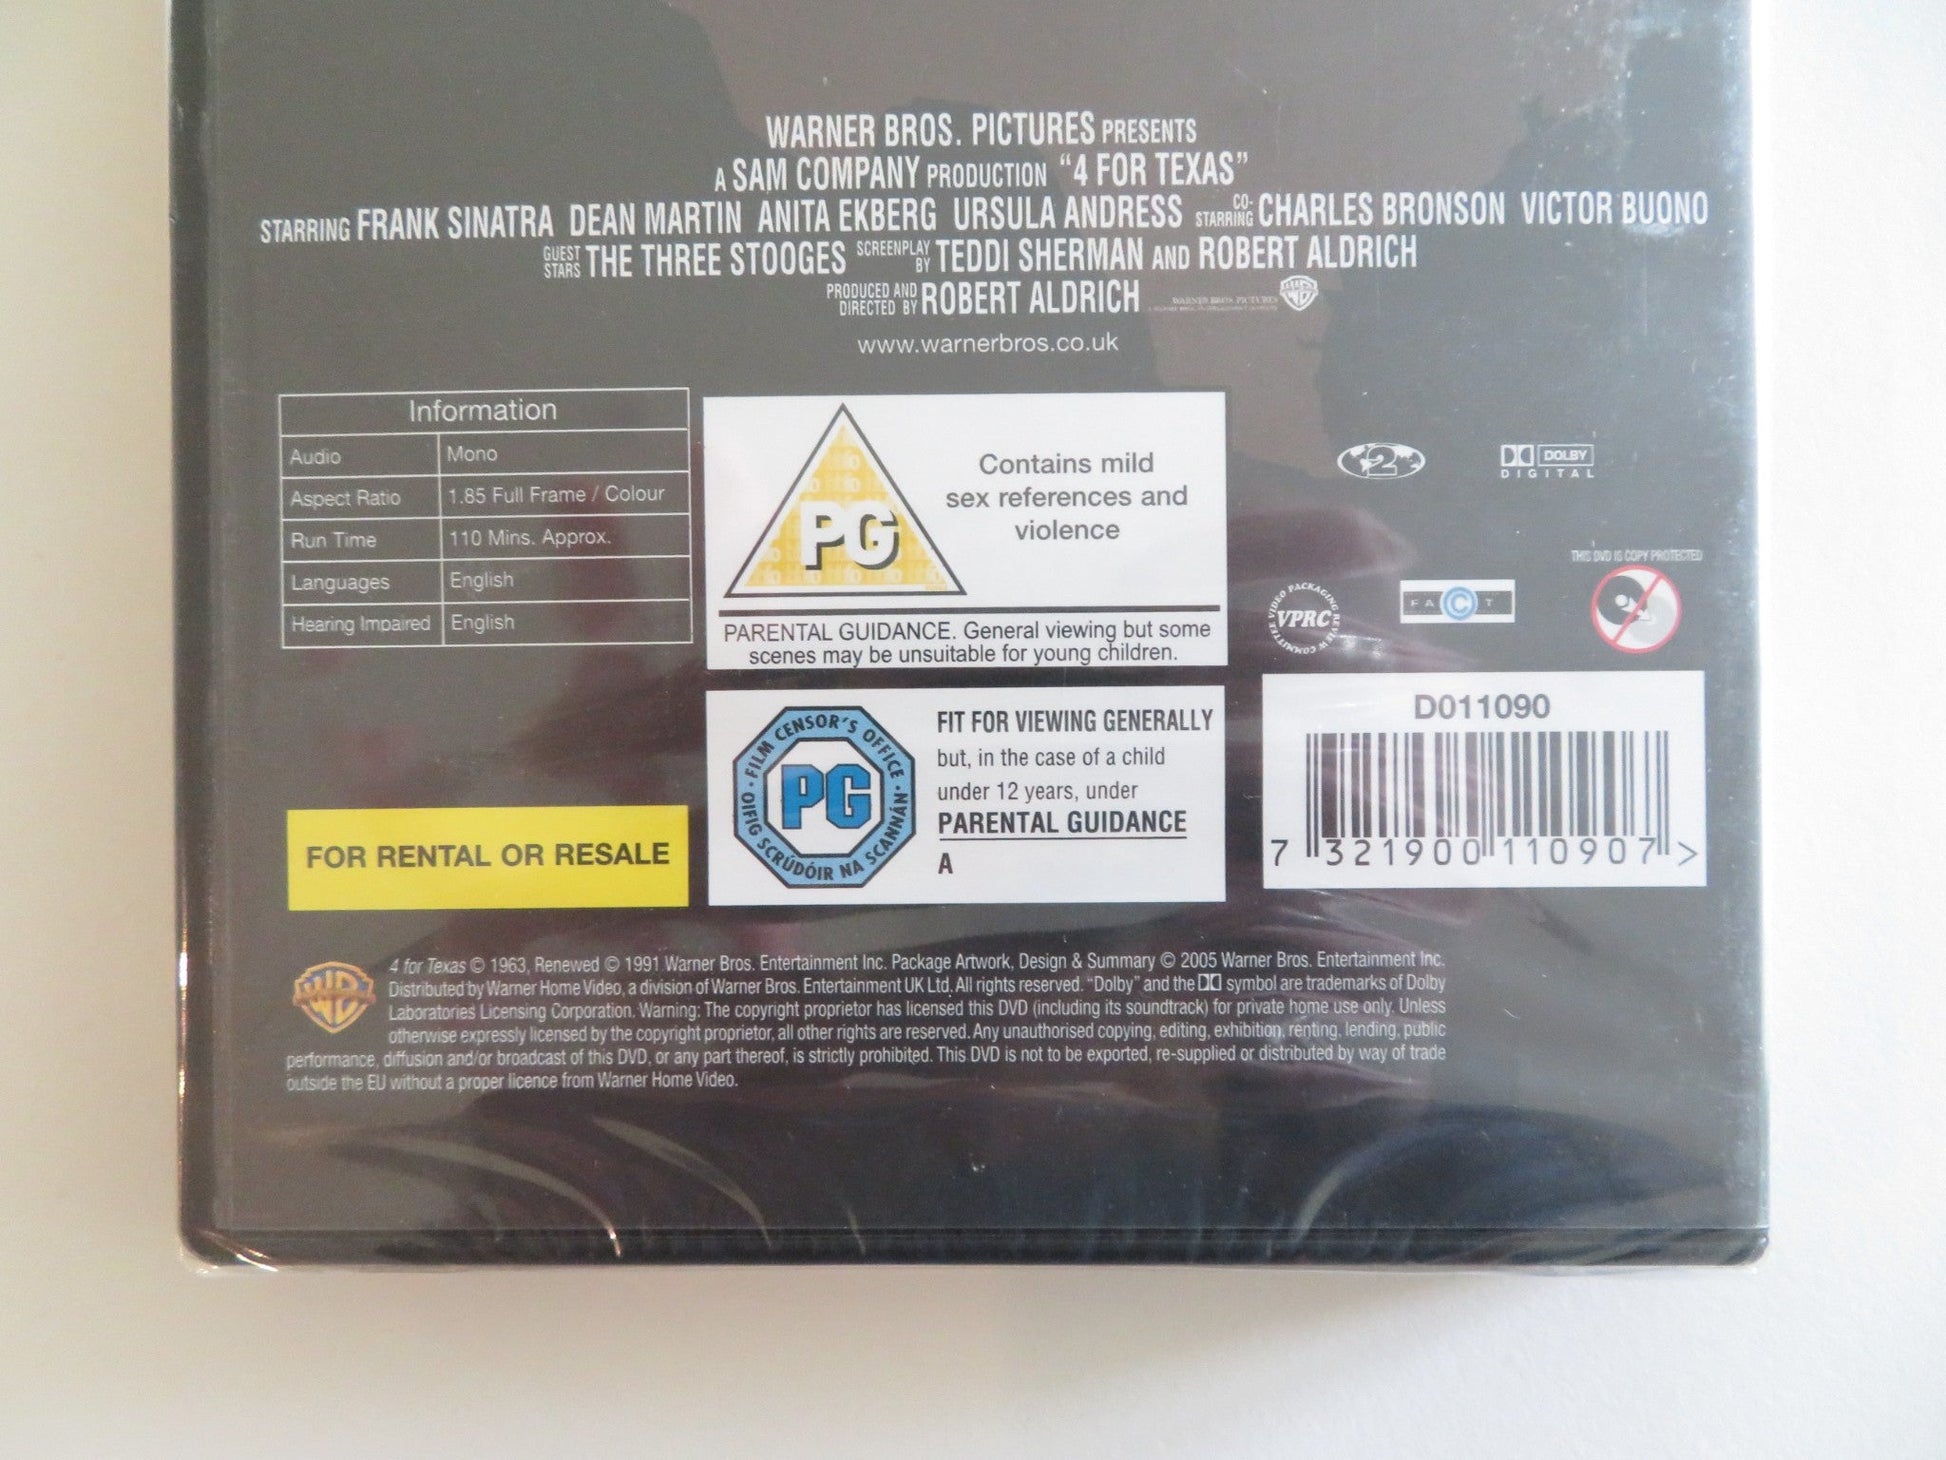 WARNER BROS. PICTURES PRESENTS
A SAM COMPANY PRODUCTION “4 FOR TEXAS”
STARRING FRANK SINATRA DEAN MARTIN ANITA EKBERG URSULA ANDRESS CO-STARRING CHARLES BRONSON VICTOR BUONO
GUEST STARS THE THREE STOOGES SCREENPLAY BY TEDDI SHERMAN AND ROBERT ALDRICH
PRODUCED AND DIRECTED BY ROBERT ALDRICH WARNER BROS. PICTURES
www.warnerbros.co.uk
Information
Audio Mono
Aspect Ratio 1.85 Full Frame / Colour
Run Time 110 Mins. Approx.
Languages English
Hearing Impaired English
PG
Contains mild
sex references and
violence
PARENTAL GUIDANCE. General viewing but some
scenes may be unsuitable for young children.
2
DOLBY
DIGITAL
THIS DVD IS COPY PROTECTED
VIDEO PACKAGING REVIEW COMMITTEE
VPRC
FACT
FOR RENTAL OR RESALE
· FILM CENSOR'S OFFICE · OIFIG SCRÚDÓIR NA SCANNÁN
PG
FIT FOR VIEWING GENERALLY
but, in the case of a child
under 12 years, under
PARENTAL GUIDANCE
A
D011090
7 321900 110907 >
4 for Texas © 1963, Renewed © 1991 Warner Bros. Entertainment Inc. Package Artwork, Design & Summary © 2005 Warner Bros. Entertainment Inc.
Distributed by Warner Home Video, a division of Warner Bros. Entertainment UK Ltd. All rights reserved. “Dolby” and the DD symbol are trademarks of Dolby
Laboratories Licensing Corporation. Warning: The copyright proprietor has licensed this DVD (including its soundtrack) for private home use only. Unless
otherwise expressly licensed by the copyright proprietor, all other rights are reserved. Any unauthorised copying, editing, exhibition, renting, lending, public
performance, diffusion and/or broadcast of this DVD, or any part thereof, is strictly prohibited. This DVD is not to be exported, re-supplied or distributed by way of trade
outside the EU without a proper licence from Warner Home Video.